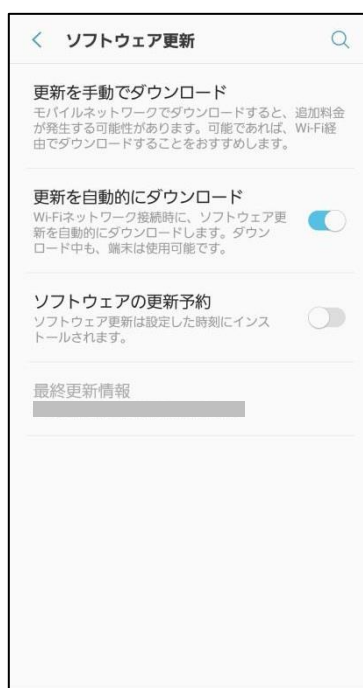 ソフトウェア更新
更新を手動でダウンロード
モバイルネットワークでダウンロードすると、追加料金
が発生する可能性があります。可能であれば、Wi-Fi経
由でダウンロードすることをおすすめします。
更新を自動的にダウンロード
Wi-Fiネットワーク接続時に、ソフトウェア更
新を自動的にダウンロードします。ダウン
ロード中も、端末は使用可能です。
ソフトウェアの更新予約
ソフトウェア更新は設定した時刻にインス
トールされます。
最終更新情報